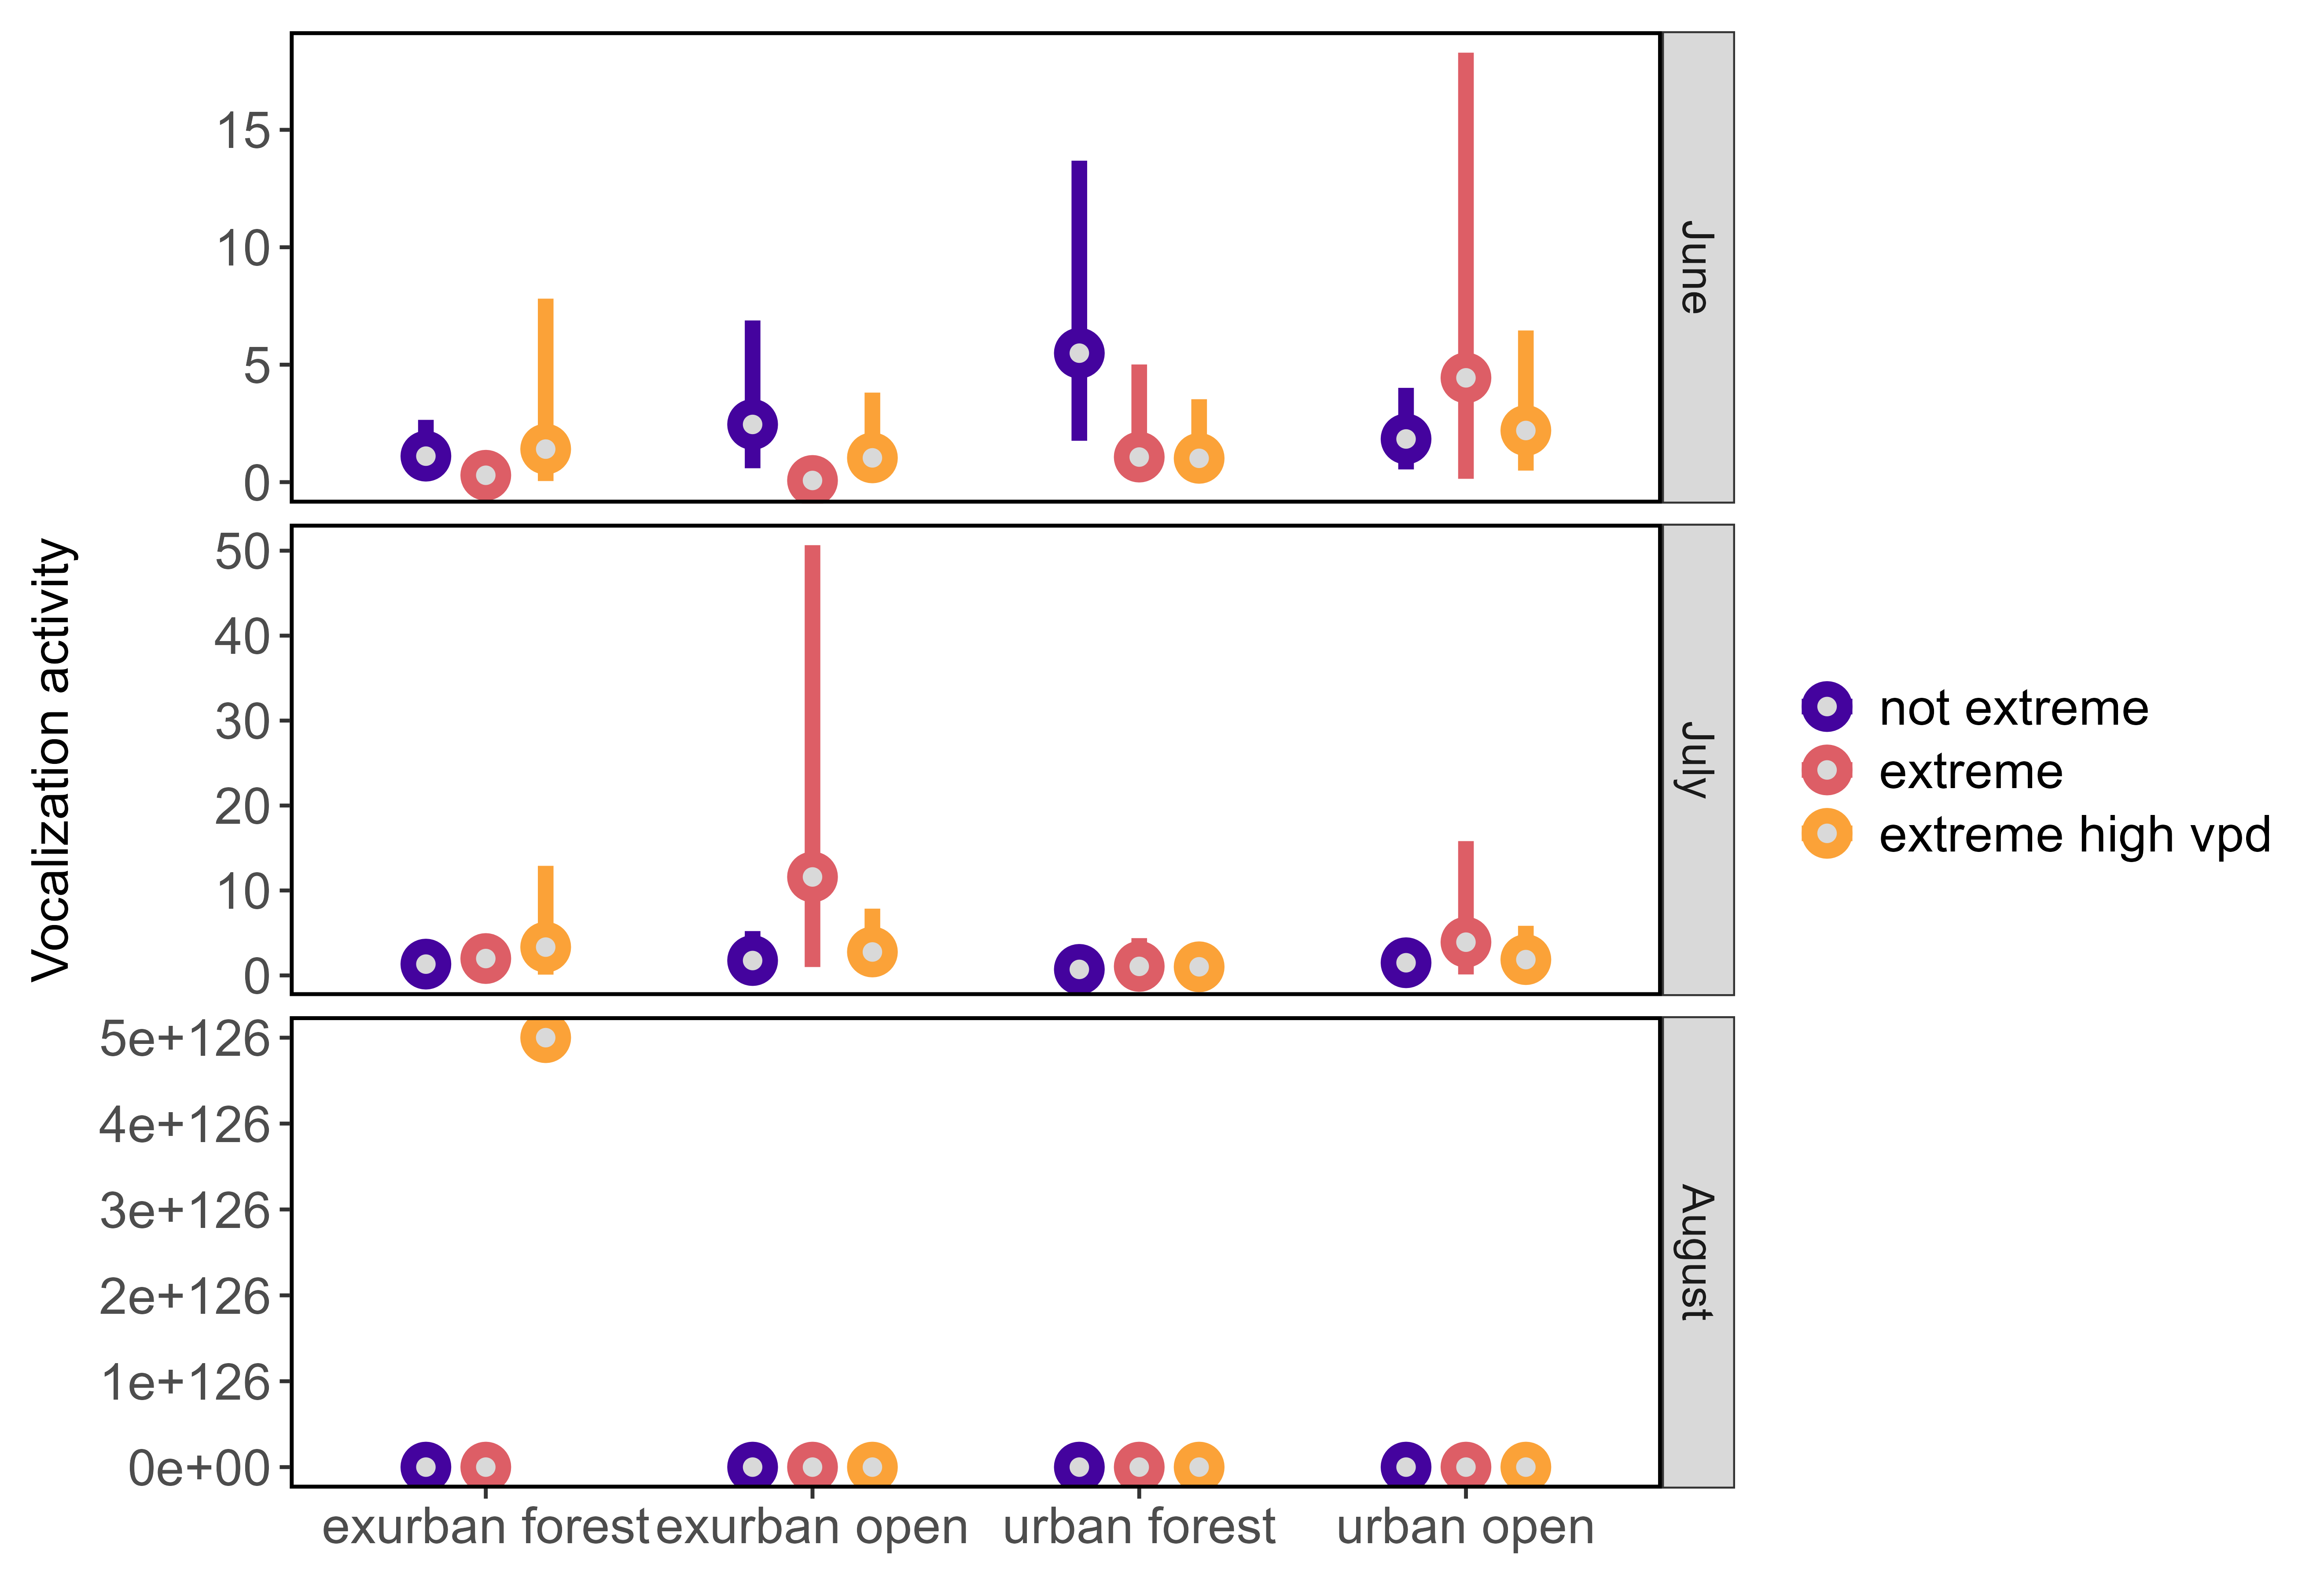 Vocalization activity
15
10
5
0
June
50
40
30
20
10
0
July
5e+126
4e+126
3e+126
2e+126
1e+126
0e+00
August
exurban forest
exurban open
urban forest
urban open
not extreme
extreme
extreme high vpd